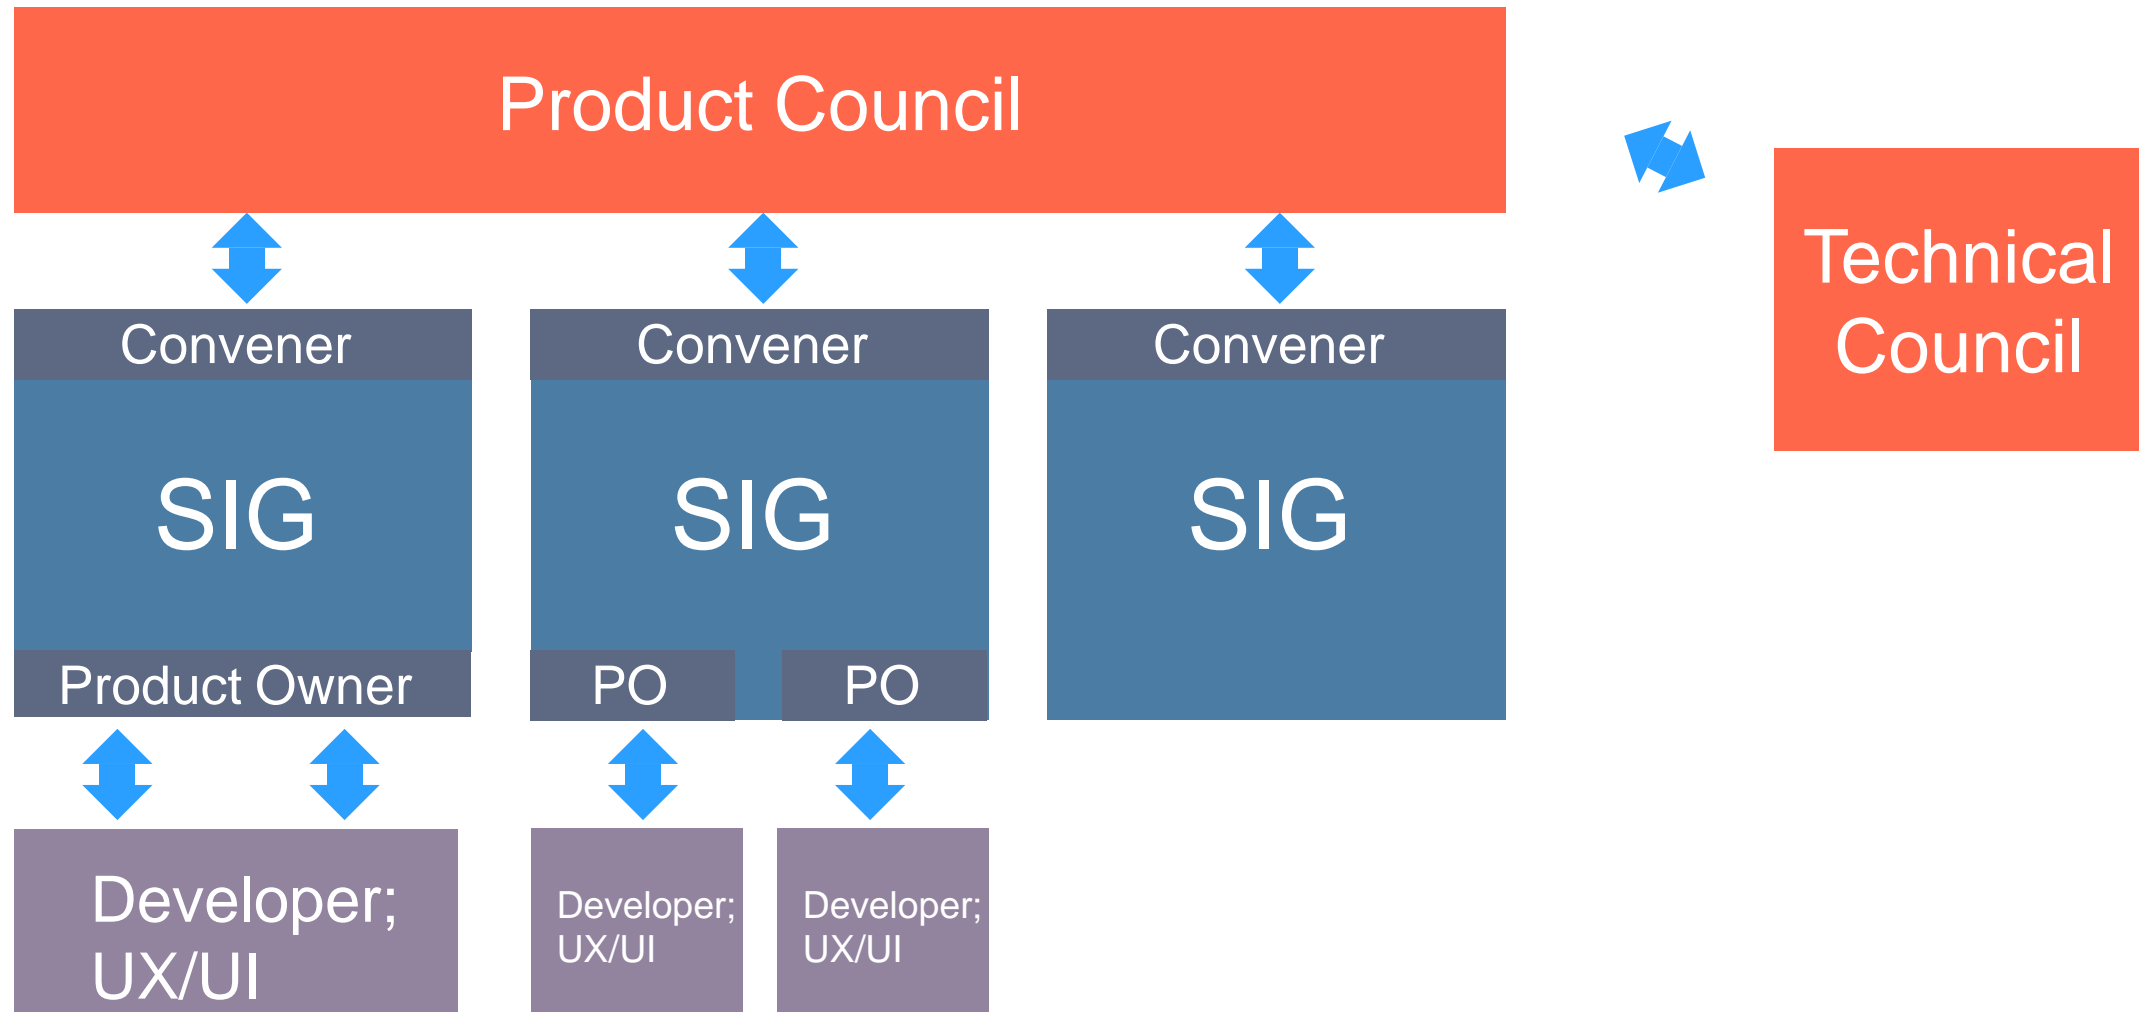 Product Council
Technical
Council
Convener
Convener
Convener
SIG
SIG
SIG
Product Owner
PO
PO
Developer;
UX/UI
Developer;
UX/UI
Developer;
UX/UI